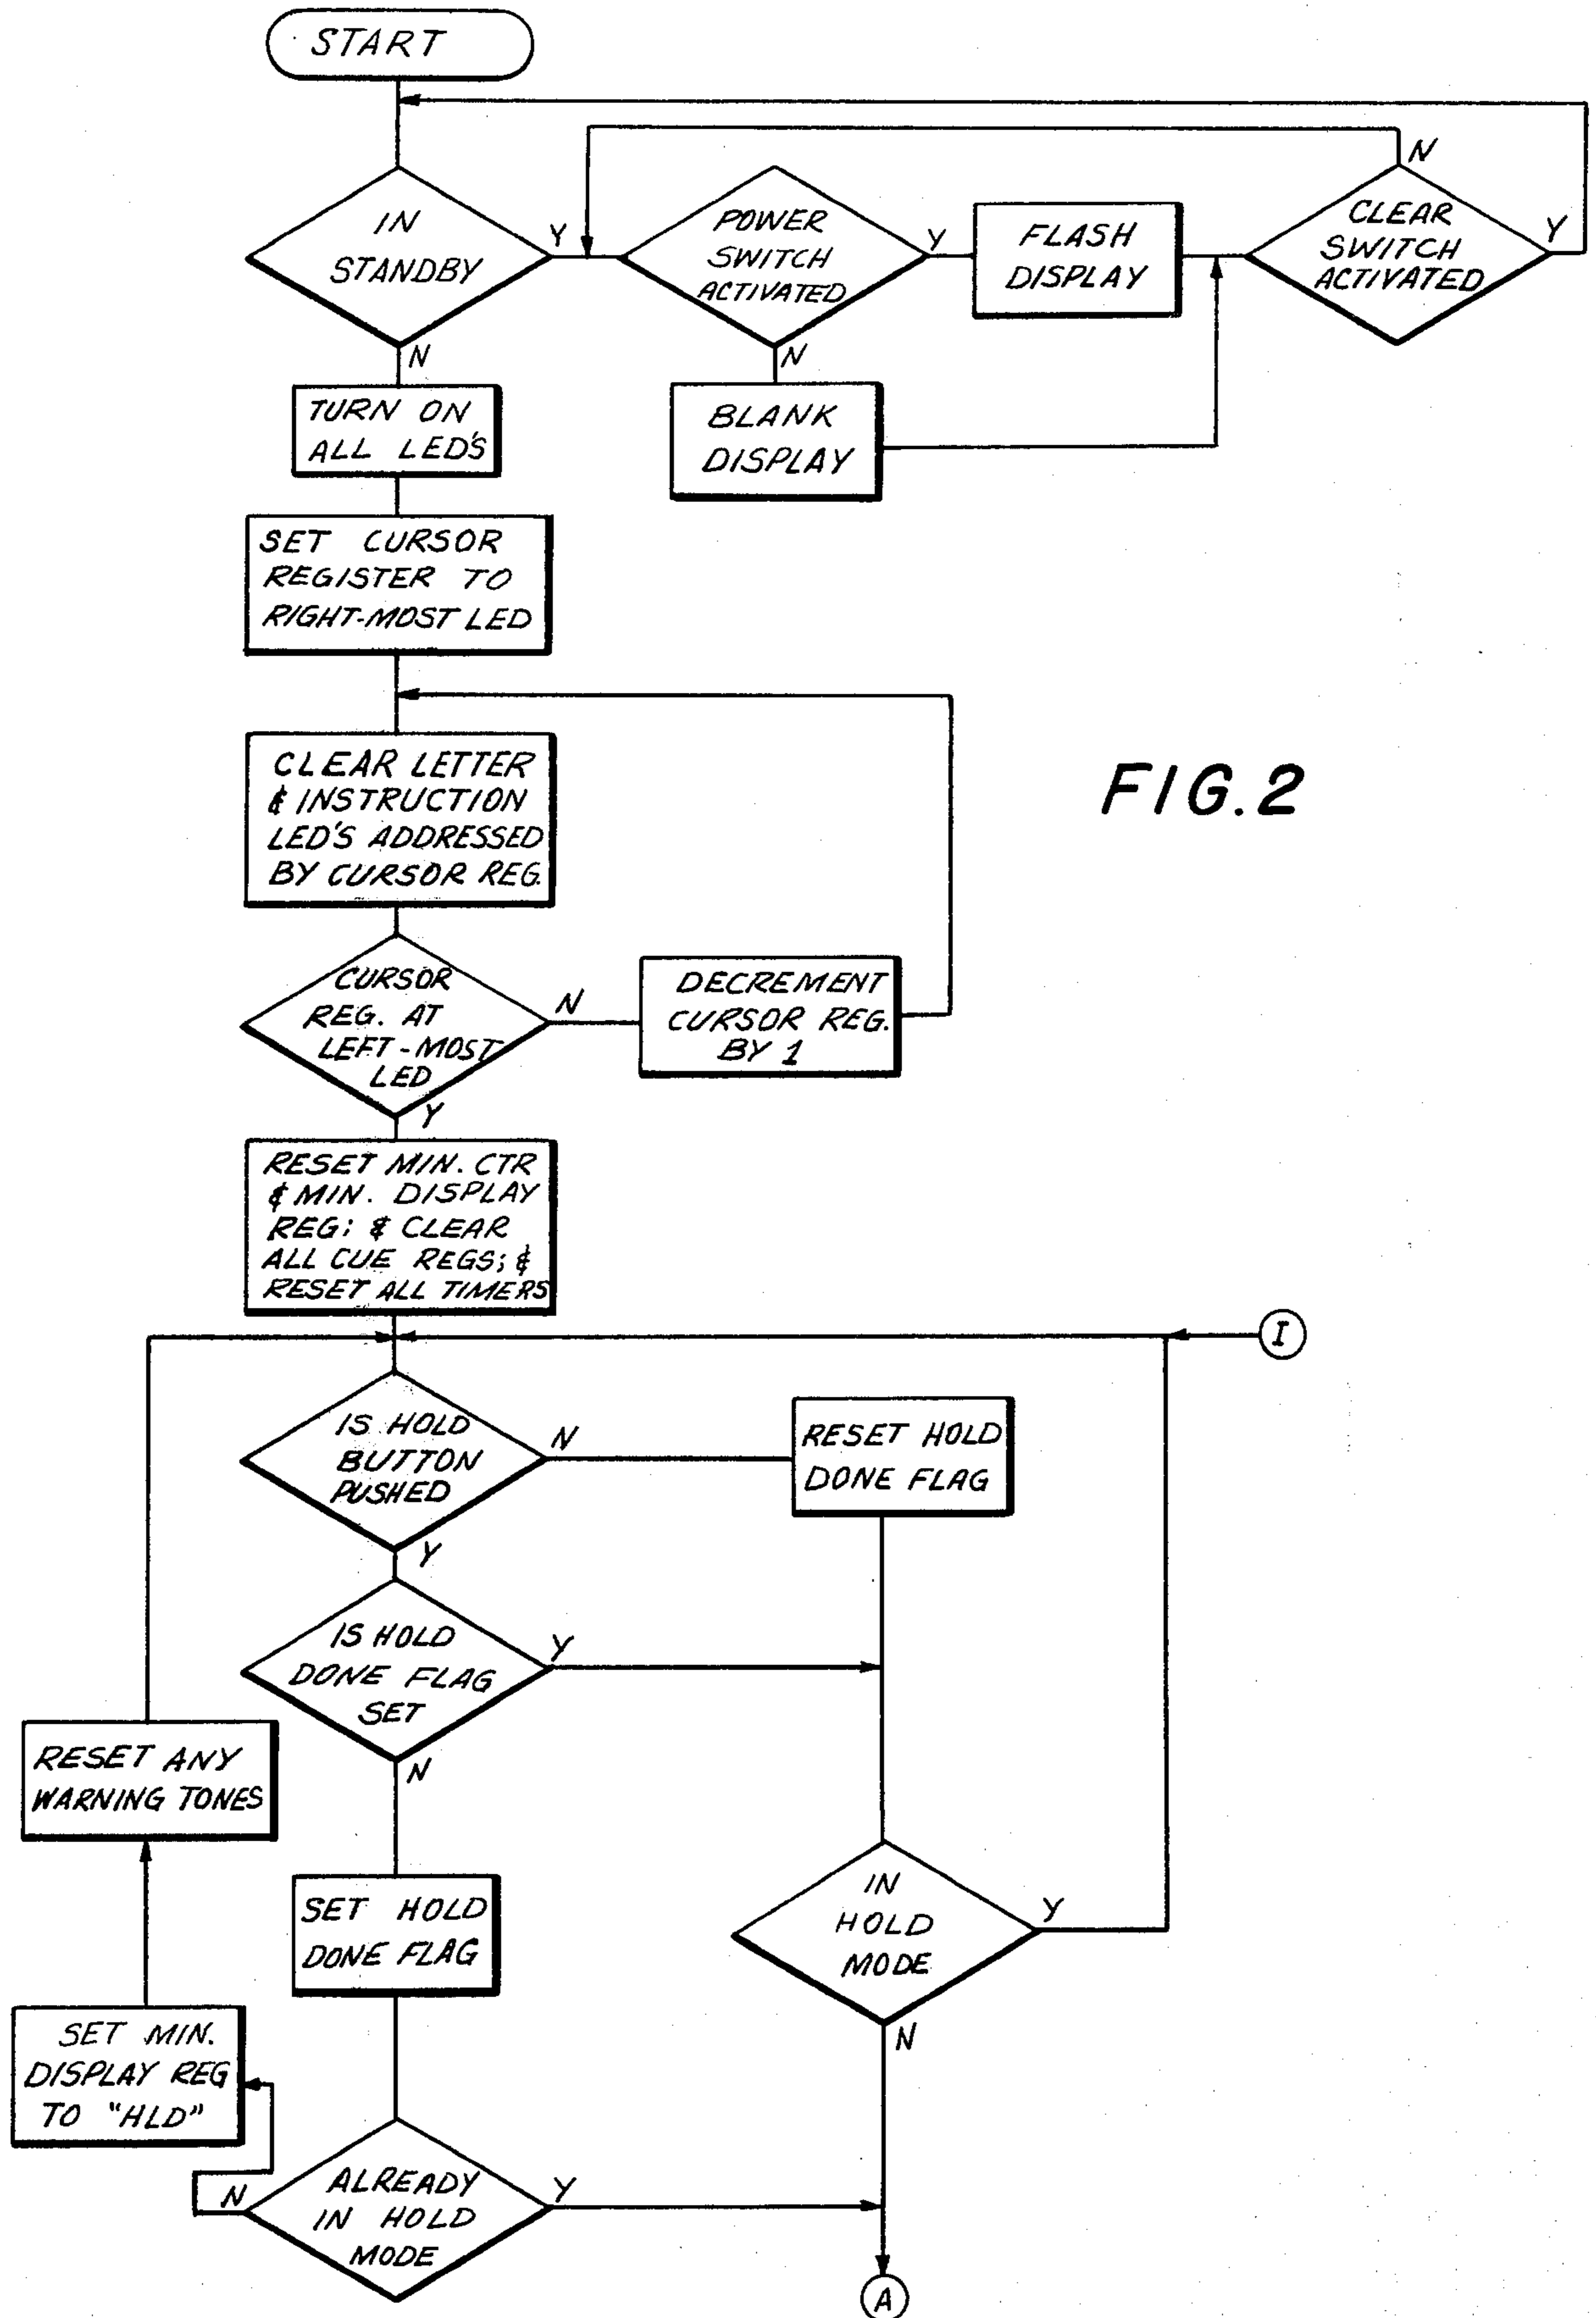 START
IN
STANDBY
Y
N
POWER
SWITCH
ACTIVATED
Y
N
FLASH
DISPLAY
CLEAR
SWITCH
ACTIVATED
N
Y
BLANK
DISPLAY
TURN ON
ALL LED'S
SET CURSOR
REGISTER TO
RIGHT-MOST LED
CLEAR LETTER
& INSTRUCTION
LED'S ADDRESSED
BY CURSOR REG.
FIG.2
CURSOR
REG. AT
LEFT-MOST
LED
N
Y
DECREMENT
CURSOR REG.
BY 1
RESET MIN. CTR
& MIN. DISPLAY
REG; & CLEAR
ALL CUE REGS; &
RESET ALL TIMERS
I
IS HOLD
BUTTON
PUSHED
N
Y
RESET HOLD
DONE FLAG
IS HOLD
DONE FLAG
SET
Y
N
RESET ANY
WARNING TONES
SET HOLD
DONE FLAG
IN
HOLD
MODE
Y
N
SET MIN.
DISPLAY REG
TO "HLD"
ALREADY
IN HOLD
MODE
N
Y
A